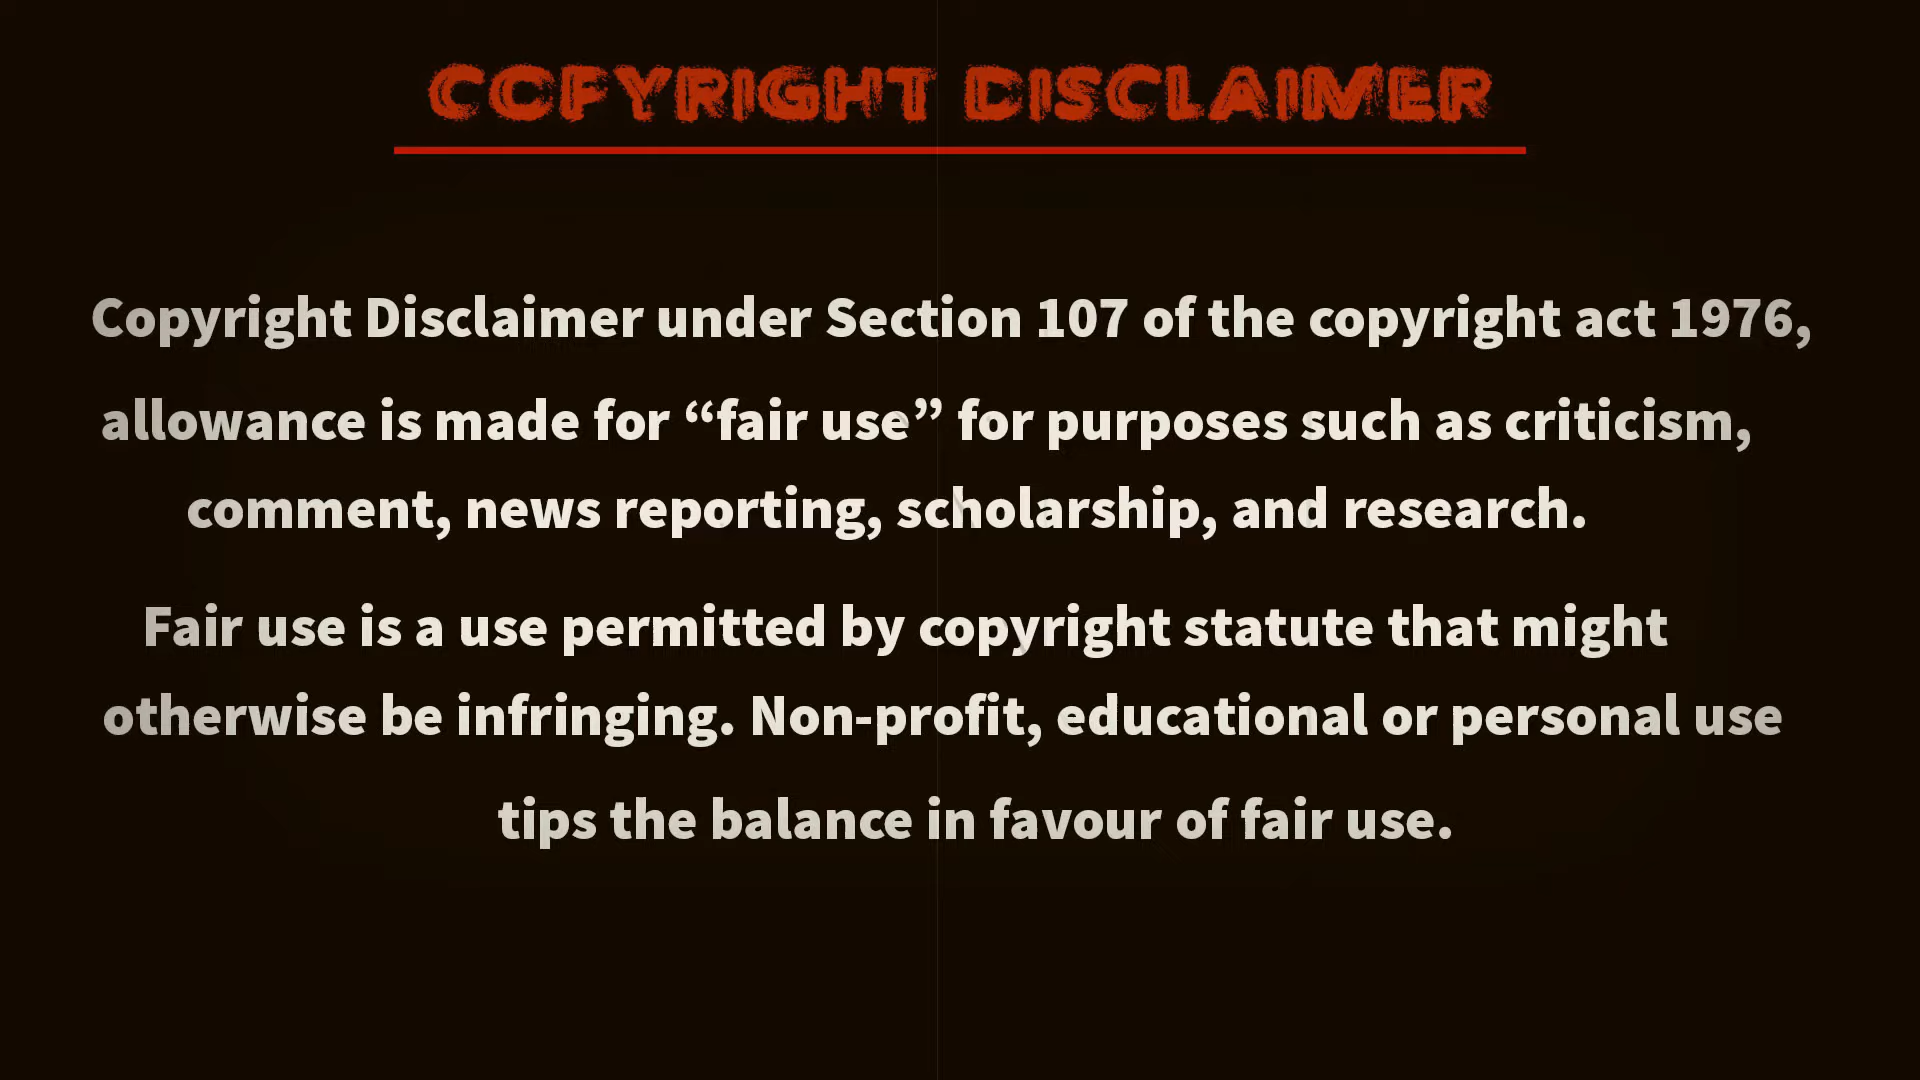 COPYRIGHT DISCLAIMER
Copyright Disclaimer under Section 107 of the copyright act 1976,
allowance is made for “fair use” for purposes such as criticism,
comment, news reporting, scholarship, and research.
Fair use is a use permitted by copyright statute that might
otherwise be infringing. Non-profit, educational or personal use
tips the balance in favour of fair use.